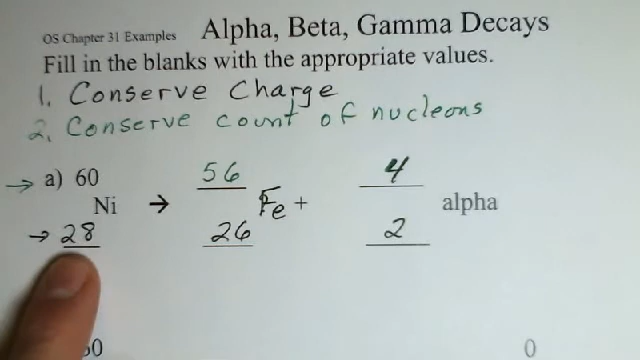 OS Chapter 31 Examples Alpha, Beta, Gamma Decays
Fill in the blanks with the appropriate values.
1. Conserve Charge
2. Conserve count of nucleons
→ a) 60 56 4
Ni → Fe + alpha
→ 28 26 2
0